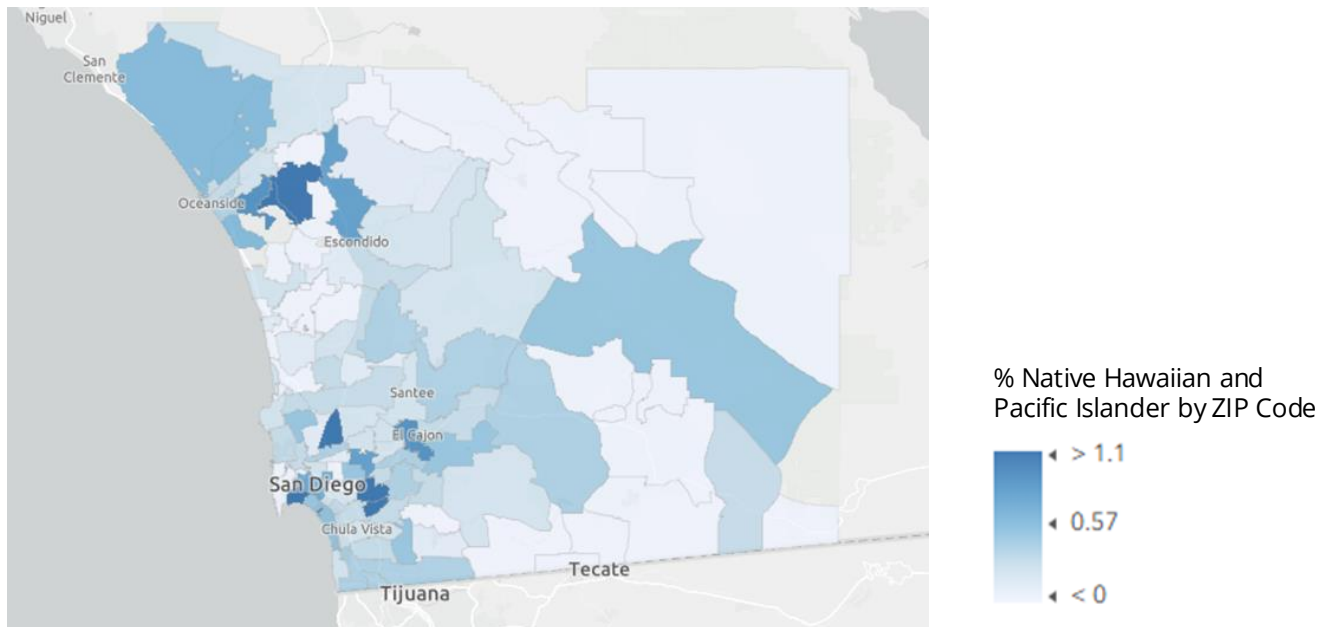 Niguel
San
Clemente
Oceanside
Escondido
Santee
El Cajon
San Diego
Chula Vista
Tecate
Tijuana
% Native Hawaiian and
Pacific Islander by ZIP Code
> 1.1
0.57
< 0